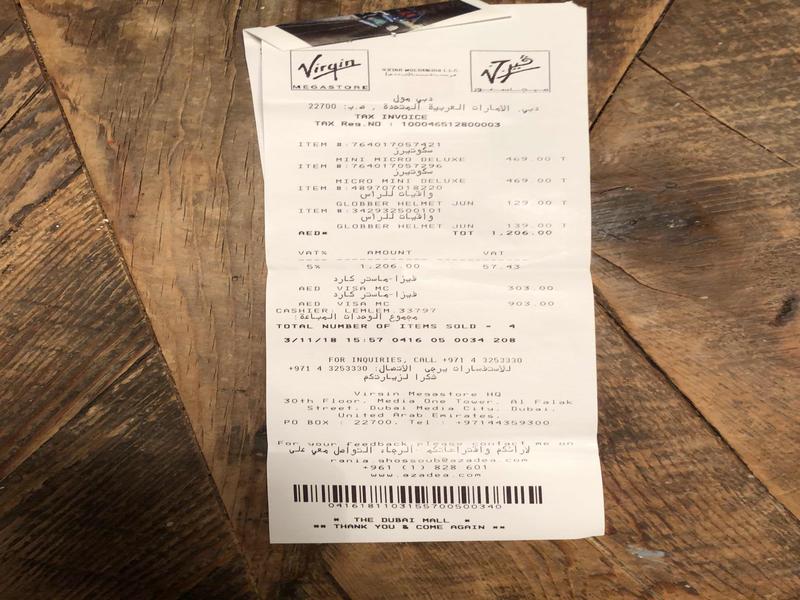 Virgin
MEGASTORE
ڤيرجن
ميجاستور
دبي مول
دبي، الامارات العربية المتحدة , ص.ب: 22700
TAX INVOICE
TAX Reg.NO : 100046512800003
ITEM #:764017057421
سكوتيرز
MINI MICRO DELUXE 469.00 T
ITEM #:764017057296
سكوتيرز
MICRO MINI DELUXE 469.00 T
ITEM #:489707018220
واقيات للراس
GLOBBER HELMET JUN 129.00 T
ITEM #:342932500101
واقيات للراس
GLOBBER HELMET JUN 139.00 T
AED* TOT 1,206.00
VAT% AMOUNT VAT
5% 1,206.00 57.43
فيزا-ماستر كارد
AED VISA MC 303.00
فيزا-ماستر كارد
AED VISA MC 903.00
CASHIER: LEMLEM 33797
مجموع الوحدات المباعة:
TOTAL NUMBER OF ITEMS SOLD = 4
3/11/18 15:57 0416 05 0034 208
FOR INQUIRIES, CALL +971 4 3253330
للاستفسارات يرجى الاتصال: 3253330 4 971+
شكرا لزيارتكم
Virgin Megastore HQ
30th Floor, Media One Tower, Al Falak
Street, Dubai Media City, Dubai,
United Arab Emirates.
PO BOX : 22700, Tel : +97144359300
For your feedback please contact me on
لارائكم واقتراحاتكم الرجاء التواصل معي على
rania.ghossoub@azadea.com
+961 (1) 828 601
www.azadea.com
0416181103155700500340
* THE DUBAI MALL *
** THANK YOU & COME AGAIN **